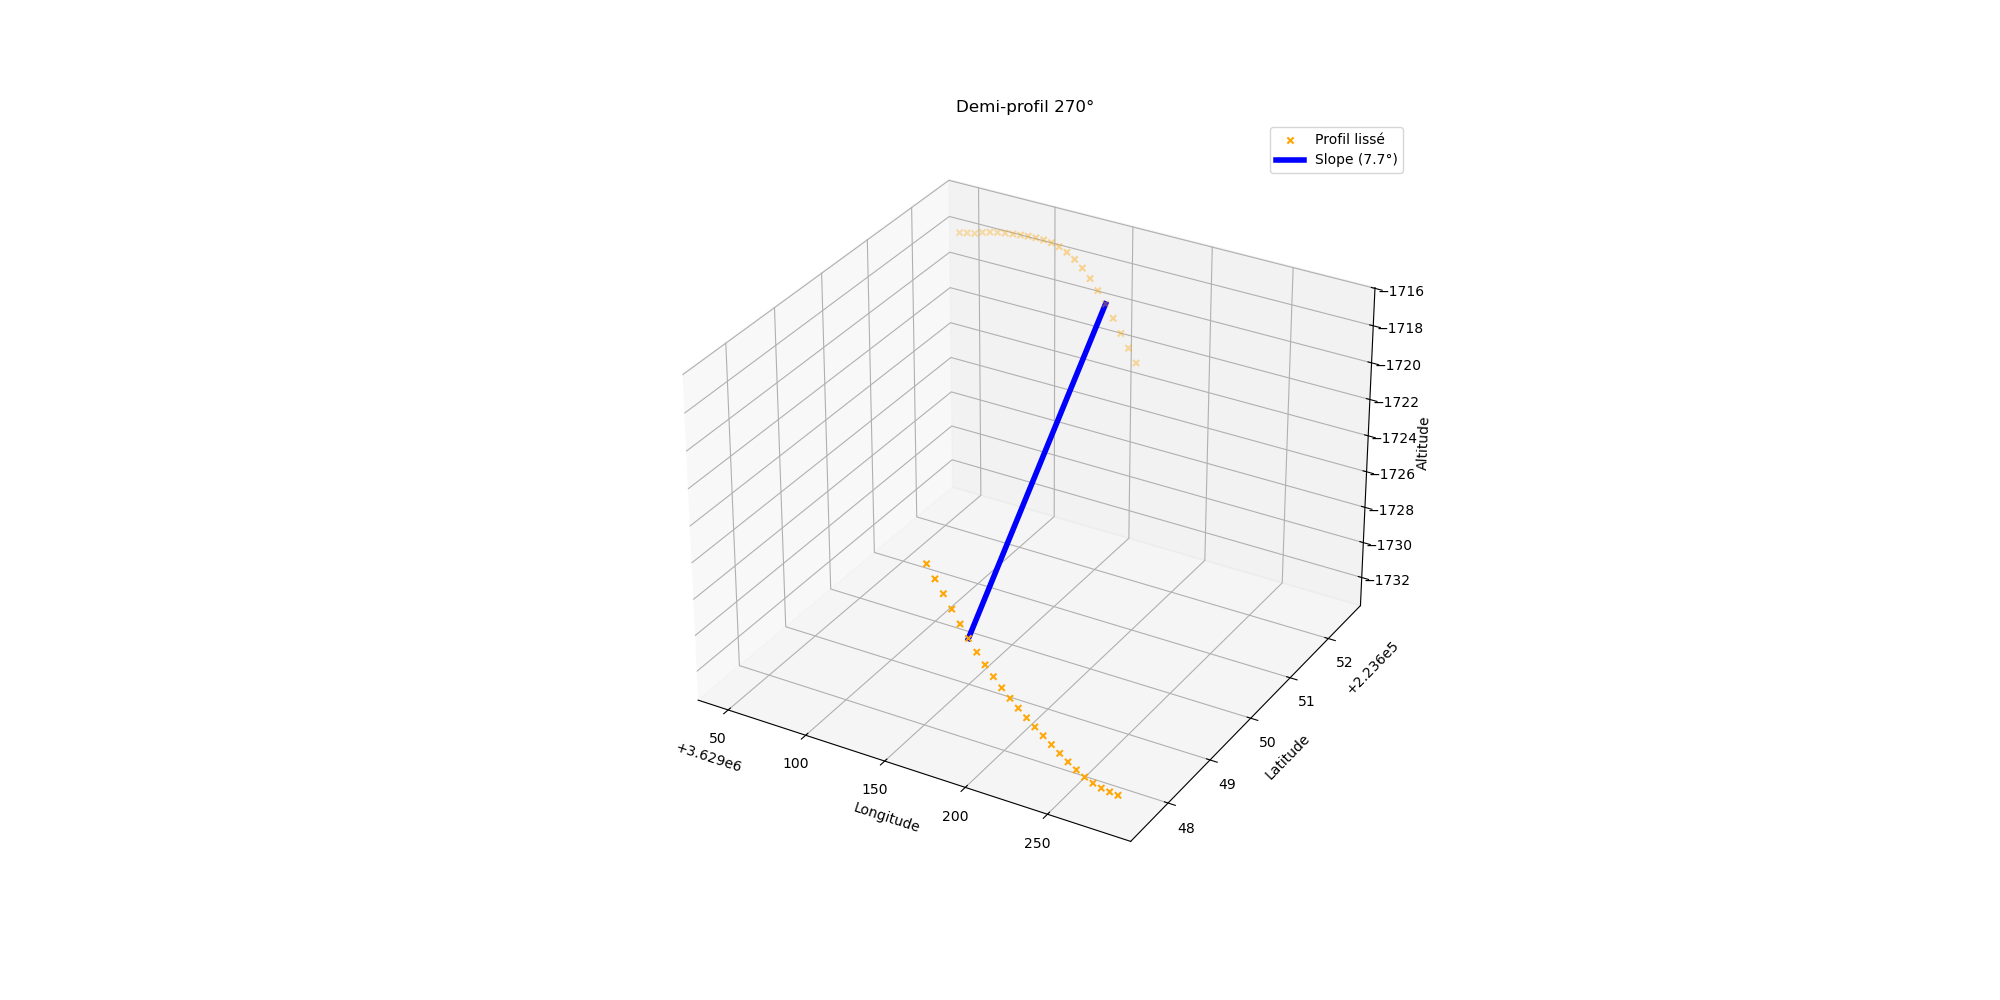 Demi-profil 270°
Profil lissé
Slope (7.7°)
−1716
−1718
−1720
−1722
−1724
−1726
−1728
−1730
−1732
Altitude
52
51
50
49
48
+2.236e5
Latitude
50
100
150
200
250
+3.629e6
Longitude